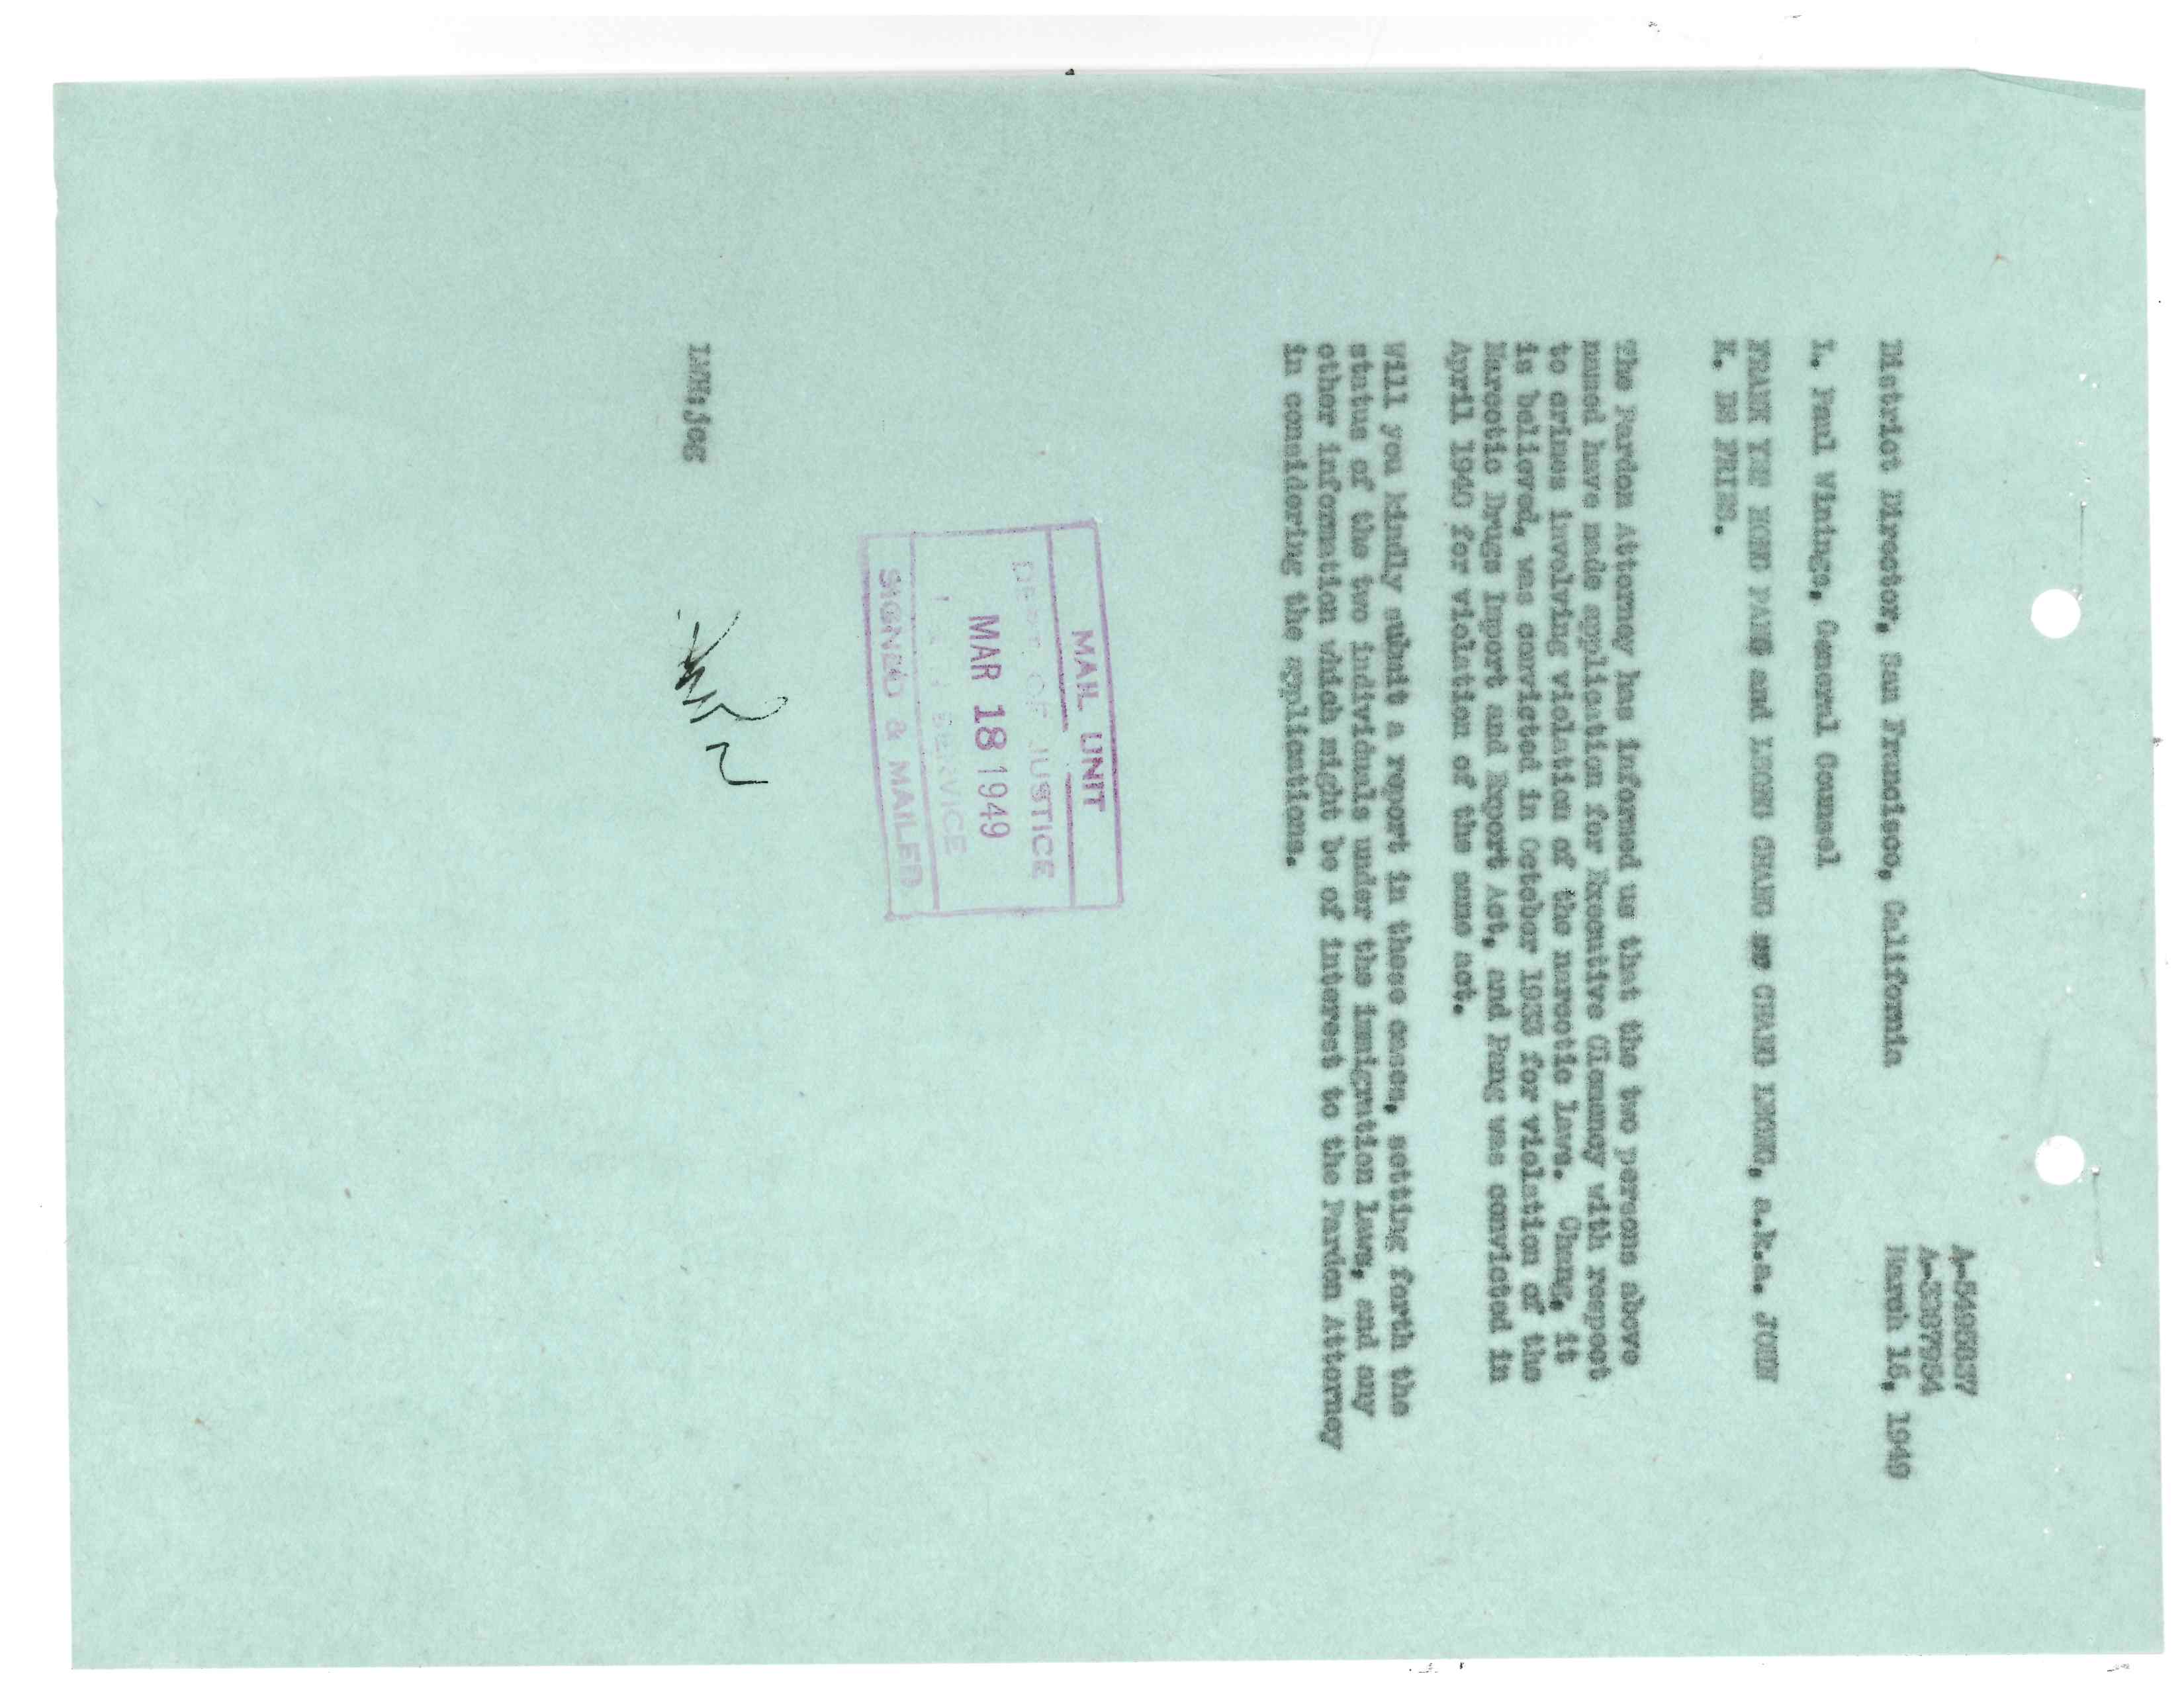 A-5495837
A-3287954
District Director, San Francisco, California March 16, 1949
L. Paul Winings, General Counsel
FRANK YEE HONG PANG and LEONG CHANG or CHANG LEONG, a.k.a. JOHN
K. DE FRIES.
The Pardon Attorney has informed us that the two persons above
named have made application for Executive Clemency with respect
to crimes involving violation of the narcotic laws. Chang, it
is believed, was convicted in October 1933 for violation of the
Narcotic Drugs Import and Export Act, and Pang was convicted in
April 1940 for violation of the same act.
Will you kindly submit a report in these cases, setting forth the
status of the two individuals under the immigration laws, and any
other information which might be of interest to the Pardon Attorney
in considering the applications.
MAIL UNIT
DEPT. OF JUSTICE
MAR 18 1949
I & N SERVICE
SIGNED & MAILED
LWH:jcg